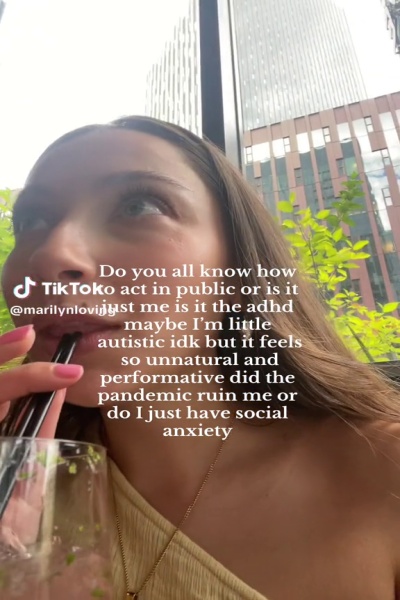 Do you all know how
TikTok
to act in public or is it
just me is it the adhd
maybe I'm little
autistic idk but it feels
so unnatural and
performative did the
pandemic ruin me or
do I just have social
anxiety